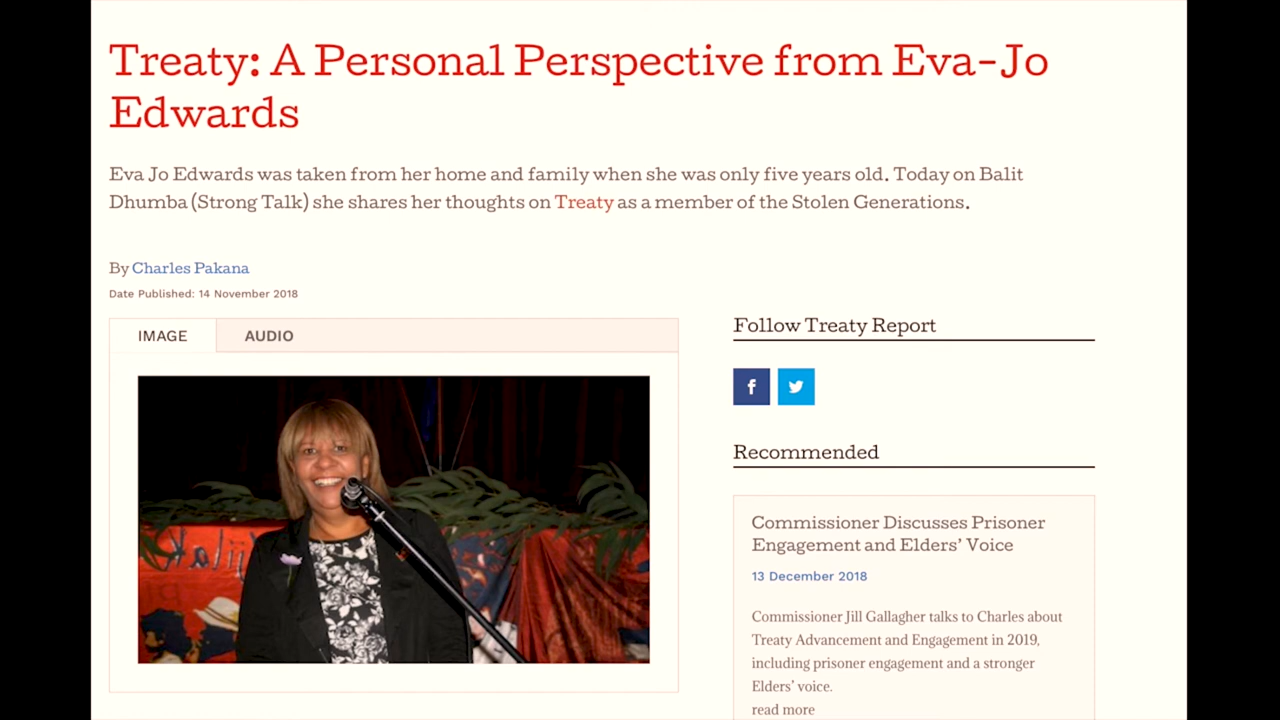 Treaty: A Personal Perspective from Eva-Jo
Edwards
Eva Jo Edwards was taken from her home and family when she was only five years old. Today on Balit
Dhumba (Strong Talk) she shares her thoughts on Treaty as a member of the Stolen Generations.
By Charles Pakana
Date Published: 14 November 2018
IMAGE
AUDIO
Follow Treaty Report
Recommended
Commissioner Discusses Prisoner
Engagement and Elders’ Voice
13 December 2018
Commissioner Jill Gallagher talks to Charles about
Treaty Advancement and Engagement in 2019,
including prisoner engagement and a stronger
Elders’ voice.
read more